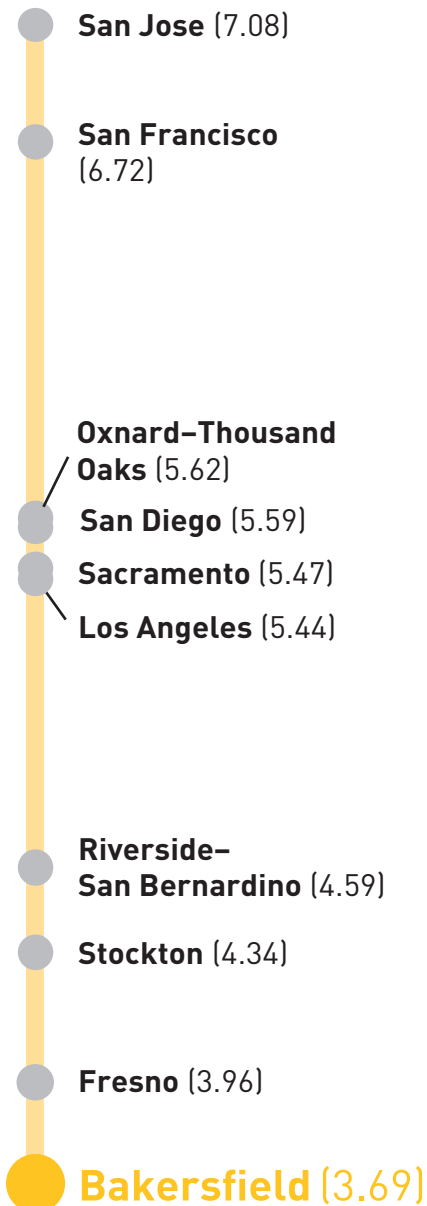 San Jose (7.08)
San Francisco
(6.72)
Oxnard–Thousand
Oaks (5.62)
San Diego (5.59)
Sacramento (5.47)
Los Angeles (5.44)
Riverside–
San Bernardino (4.59)
Stockton (4.34)
Fresno (3.96)
Bakersfield (3.69)